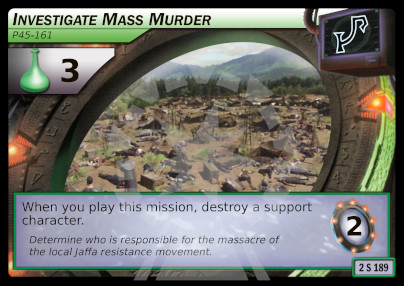 INVESTIGATE MASS MURDER
P45-161
3
When you play this mission, destroy a support
character.
2
Determine who is responsible for the massacre of
the local Jaffa resistance movement.
2 S 189